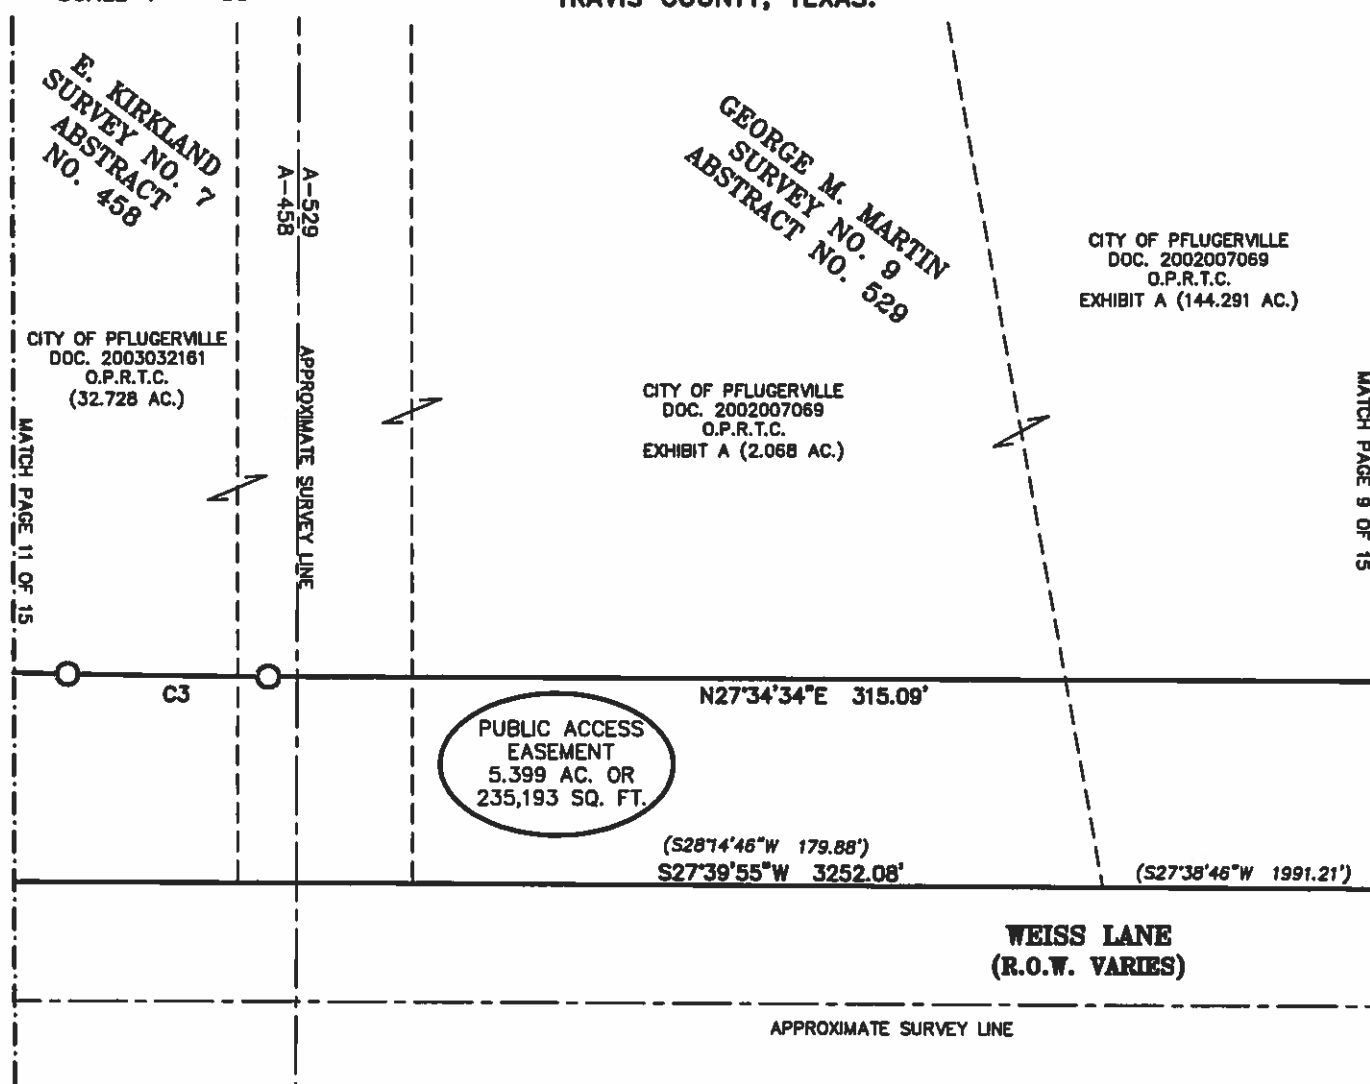 TRAVIS COUNTY, TEXAS.
E. KIRKLAND
SURVEY NO. 7
ABSTRACT
NO. 458
A-529
A-458
GEORGE M. MARTIN
SURVEY NO. 9
ABSTRACT NO. 529
CITY OF PFLUGERVILLE
DOC. 2002007069
O.P.R.T.C.
EXHIBIT A (144.291 AC.)
CITY OF PFLUGERVILLE
DOC. 2003032161
O.P.R.T.C.
(32.728 AC.)
APPROXIMATE SURVEY LINE
CITY OF PFLUGERVILLE
DOC. 2002007069
O.P.R.T.C.
EXHIBIT A (2.068 AC.)
MATCH PAGE 11 OF 15
MATCH PAGE 9 OF 15
C3
N27°34'34"E 315.09'
PUBLIC ACCESS
EASEMENT
5.399 AC. OR
235,193 SQ. FT.
(S28°14'46"W 179.88')
S27°39'55"W 3252.08'
(S27°38'46"W 1991.21')
WEISS LANE
(R.O.W. VARIES)
APPROXIMATE SURVEY LINE